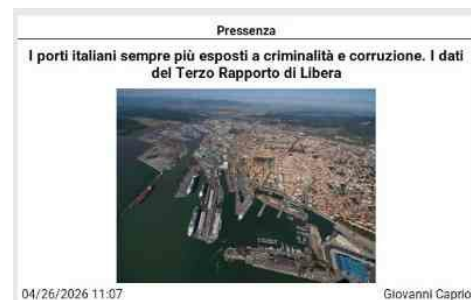 Pressenza
I porti italiani sempre più esposti a criminalità e corruzione. I dati
del Terzo Rapporto di Libera
04/26/2026 11:07
Giovanni Caprio